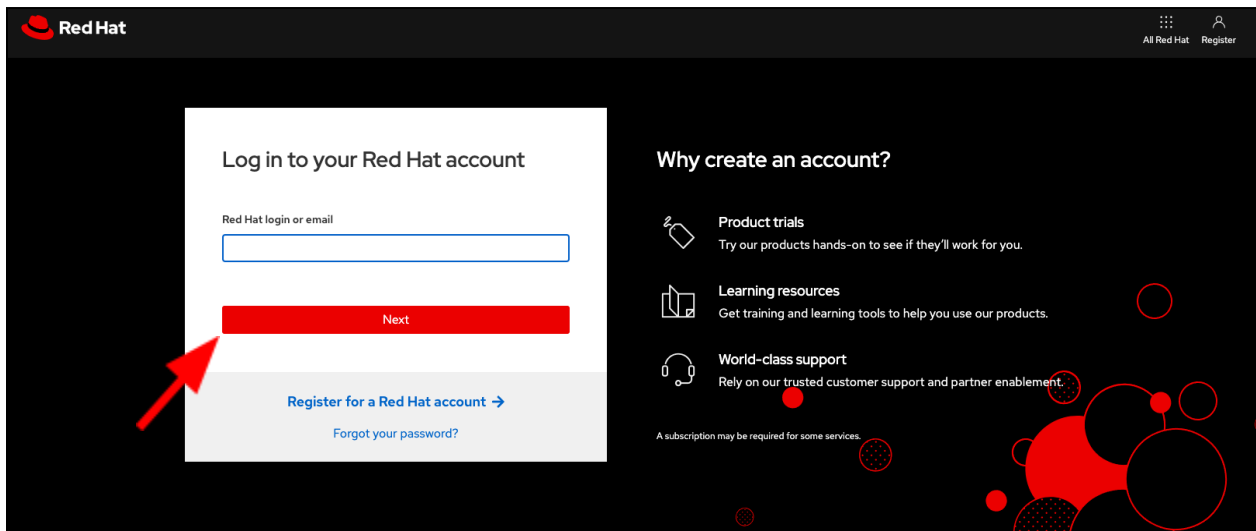 Red Hat
All Red Hat
Register
Log in to your Red Hat account
Red Hat login or email
Next
Register for a Red Hat account →
Forgot your password?
Why create an account?
Product trials
Try our products hands-on to see if they'll work for you.
Learning resources
Get training and learning tools to help you use our products.
World-class support
Rely on our trusted customer support and partner enablement.
A subscription may be required for some services.